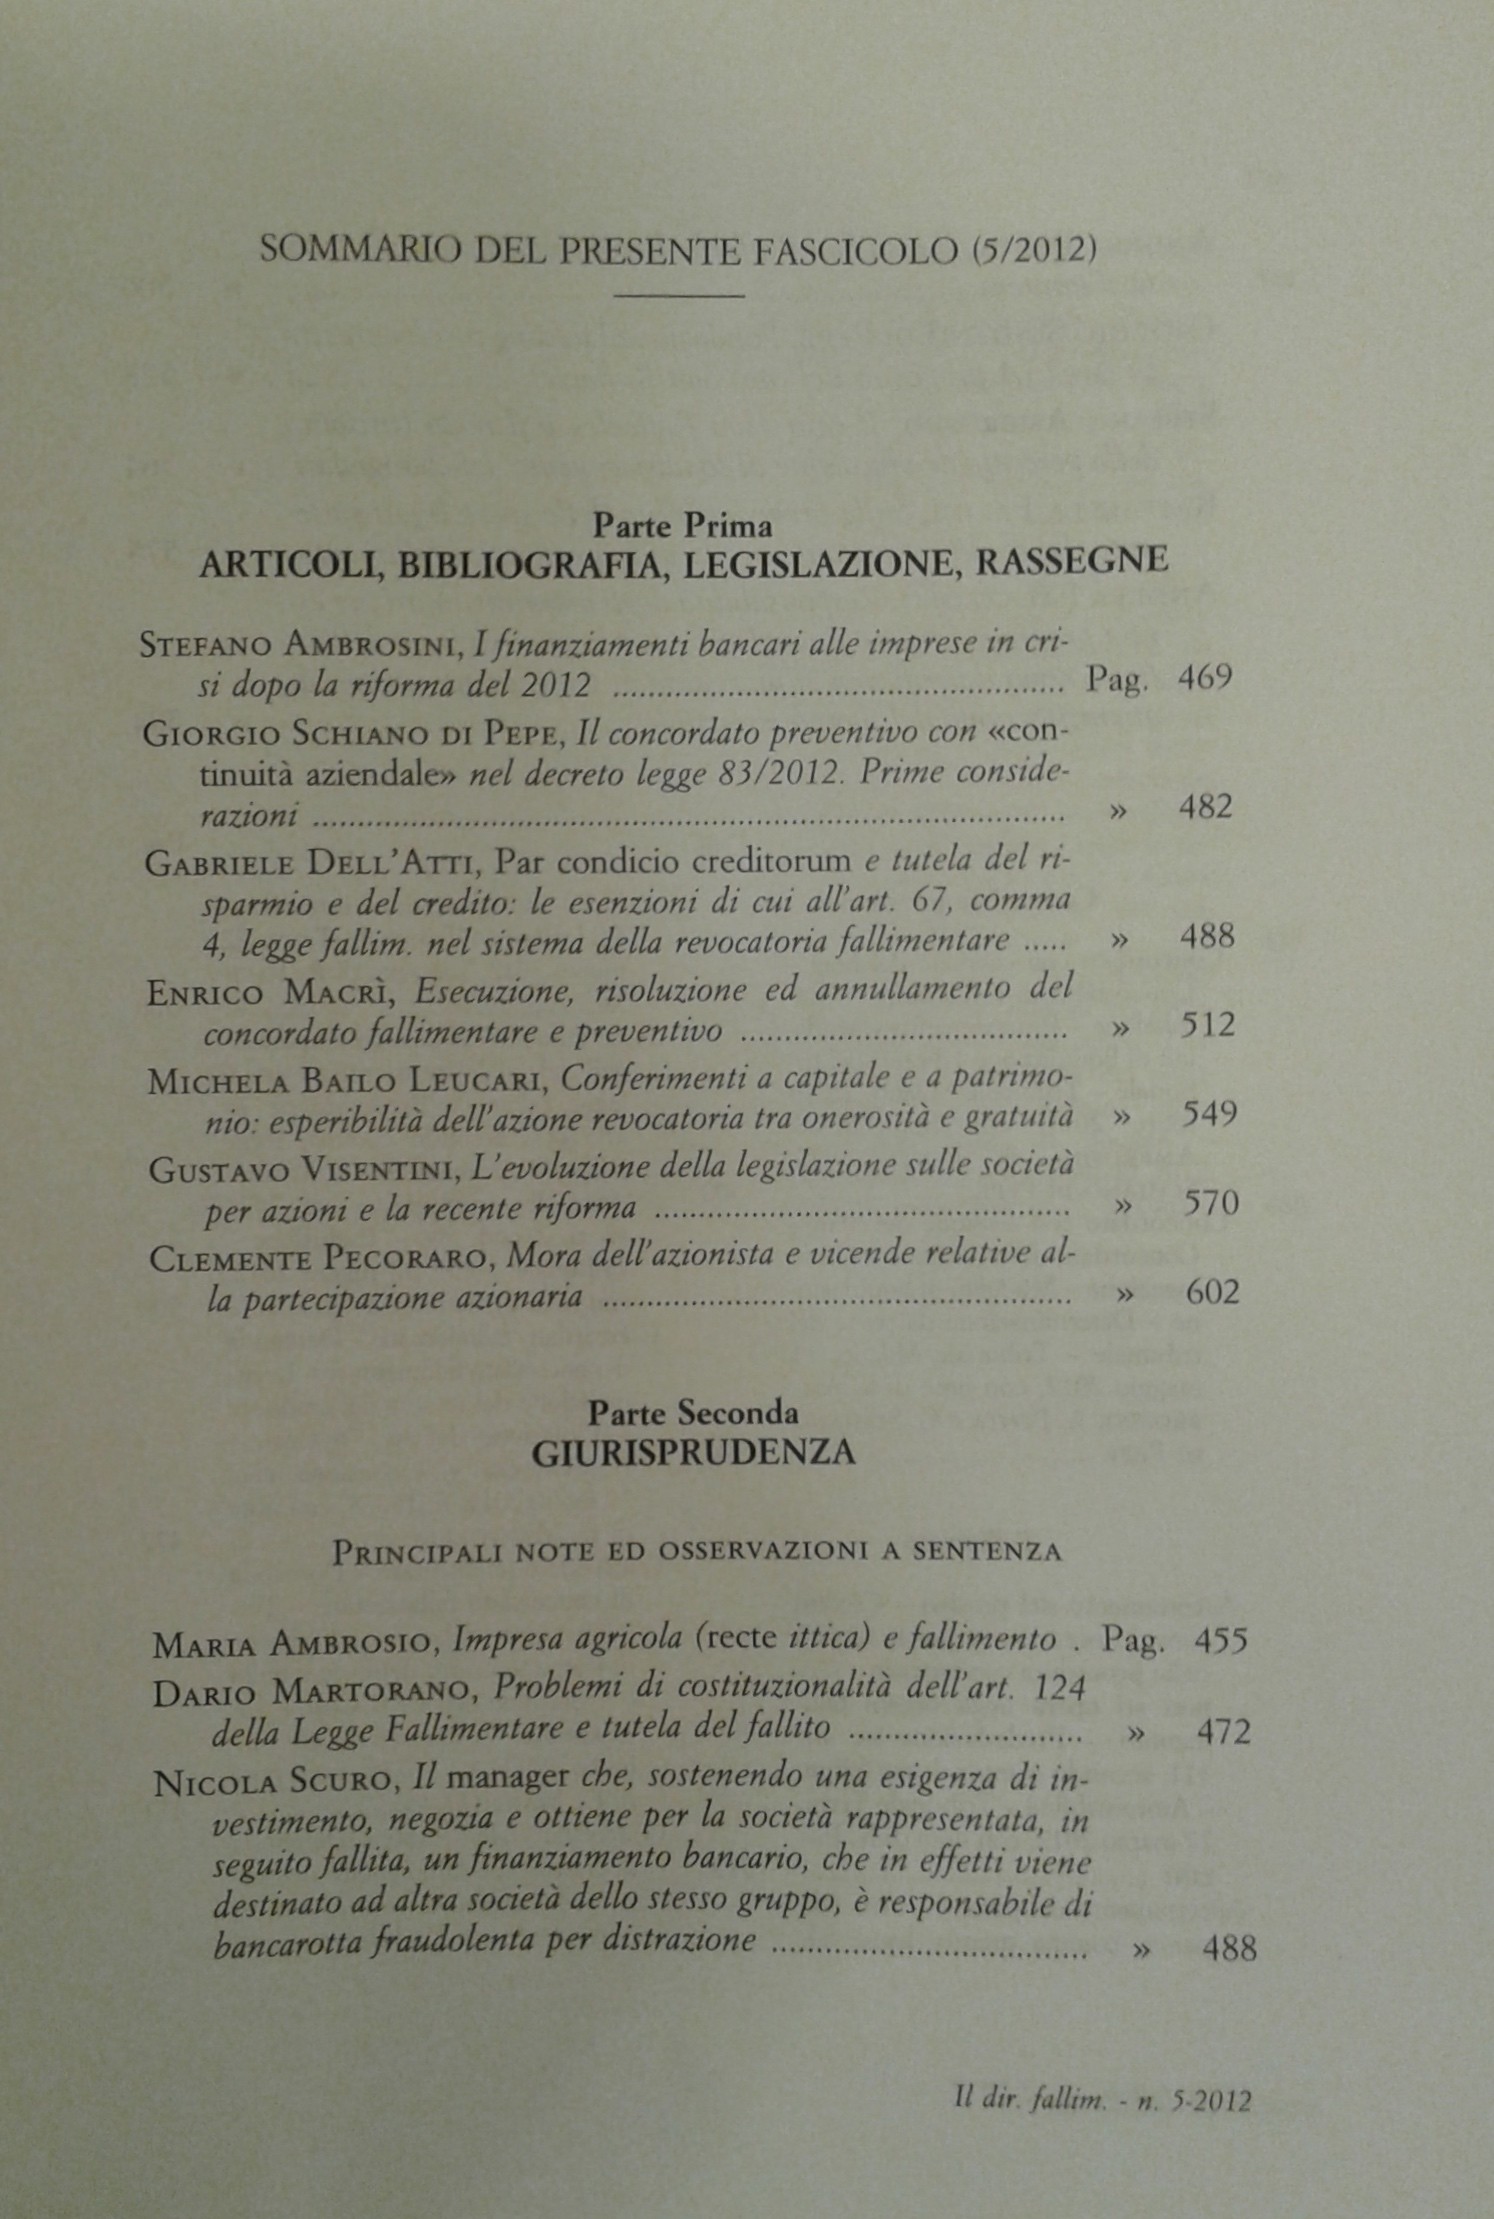 SOMMARIO DEL PRESENTE FASCICOLO (5/2012)
Parte Prima
ARTICOLI, BIBLIOGRAFIA, LEGISLAZIONE, RASSEGNE
STEFANO AMBROSINI, I finanziamenti bancari alle imprese in cri-
si dopo la riforma del 2012 .................................................. Pag. 469
GIORGIO SCHIANO DI PEPE, Il concordato preventivo con «con-
tinuità aziendale» nel decreto legge 83/2012. Prime conside-
razioni .................................................................................... » 482
GABRIELE DELL'ATTI, Par condicio creditorum e tutela del ri-
sparmio e del credito: le esenzioni di cui all'art. 67, comma
4, legge fallim. nel sistema della revocatoria fallimentare ..... » 488
ENRICO MACRÌ, Esecuzione, risoluzione ed annullamento del
concordato fallimentare e preventivo .................................... » 512
MICHELA BAILO LEUCARI, Conferimenti a capitale e a patrimo-
nio: esperibilità dell'azione revocatoria tra onerosità e gratuità » 549
GUSTAVO VISENTINI, L'evoluzione della legislazione sulle società
per azioni e la recente riforma .............................................. » 570
CLEMENTE PECORARO, Mora dell'azionista e vicende relative al-
la partecipazione azionaria .................................................... » 602
Parte Seconda
GIURISPRUDENZA
PRINCIPALI NOTE ED OSSERVAZIONI A SENTENZA
MARIA AMBROSIO, Impresa agricola (recte ittica) e fallimento . Pag. 455
DARIO MARTORANO, Problemi di costituzionalità dell'art. 124
della Legge Fallimentare e tutela del fallito .......................... » 472
NICOLA SCURO, Il manager che, sostenendo una esigenza di in-
vestimento, negozia e ottiene per la società rappresentata, in
seguito fallita, un finanziamento bancario, che in effetti viene
destinato ad altra società dello stesso gruppo, è responsabile di
bancarotta fraudolenta per distrazione ................................... » 488
Il dir. fallim. - n. 5-2012